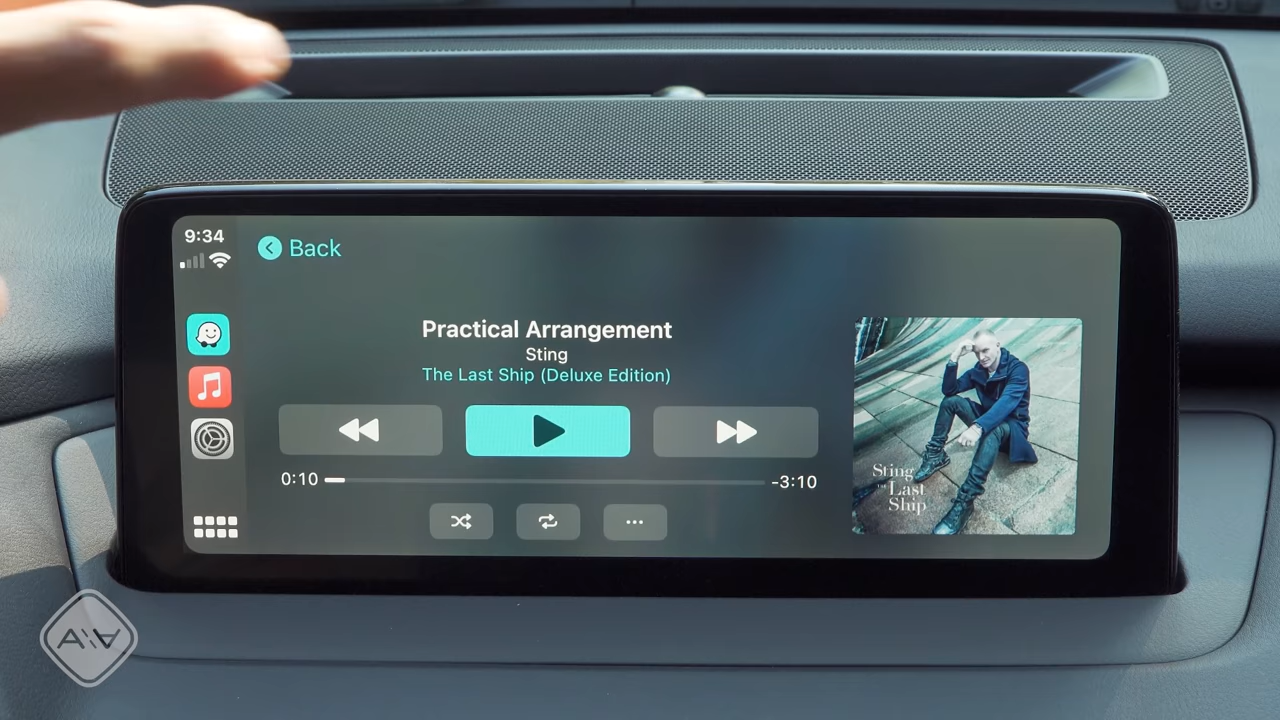 9:34
Back
Practical Arrangement
Sting
The Last Ship (Deluxe Edition)
0:10
-3:10
Sting
THE Last
Ship